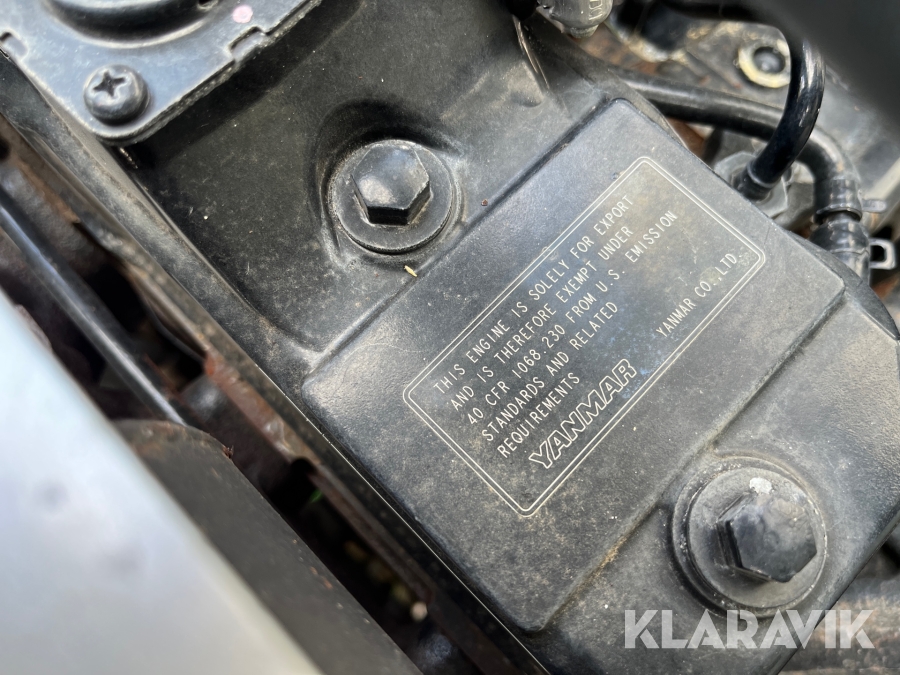 THIS ENGINE IS SOLELY FOR EXPORT
AND IS THEREFORE EXEMPT UNDER
40 CFR 1068.230 FROM U.S. EMISSION
STANDARDS AND RELATED
REQUIREMENTS
YANMAR YANMAR CO.,LTD.
KLARAVIK